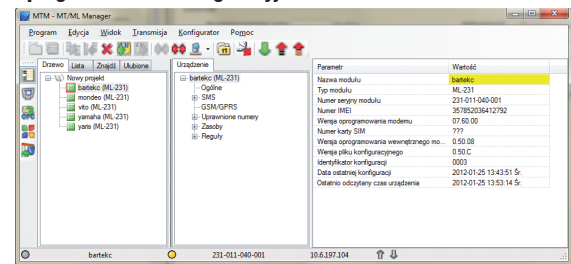 MTM - MT/ML Manager
Program Edycja Widok Transmisja Konfigurator Pomoc
Drzewo Lista Znajdź Ulubione
Nowy projekt
bartekc (ML-231)
mondeo (ML-231)
vito (ML-231)
yamaha (ML-231)
yaris (ML-231)
Urządzenie
bartekc (ML-231)
Ogólne
SMS
GSM/GPRS
Uprawnione numery
Zasoby
Reguły
Parametr Wartość
Nazwa modułu bartekc
Typ modułu ML-231
Numer seryjny modułu 231-011-040-001
Numer IMEI 357852036412792
Wersja oprogramowania modemu 07.60.00
Numer karty SIM ???
Wersja oprogramowania wewnętrznego mo... 0.50.08
Wersja pliku konfiguracyjnego 0.50.C
Identyfikator konfiguracji 0003
Data ostatniej konfiguracji 2012-01-25 13:43:51 Śr.
Ostatnio odczytany czas urządzenia 2012-01-25 13:53:14 Śr.
bartekc 231-011-040-001 10.6.197.104